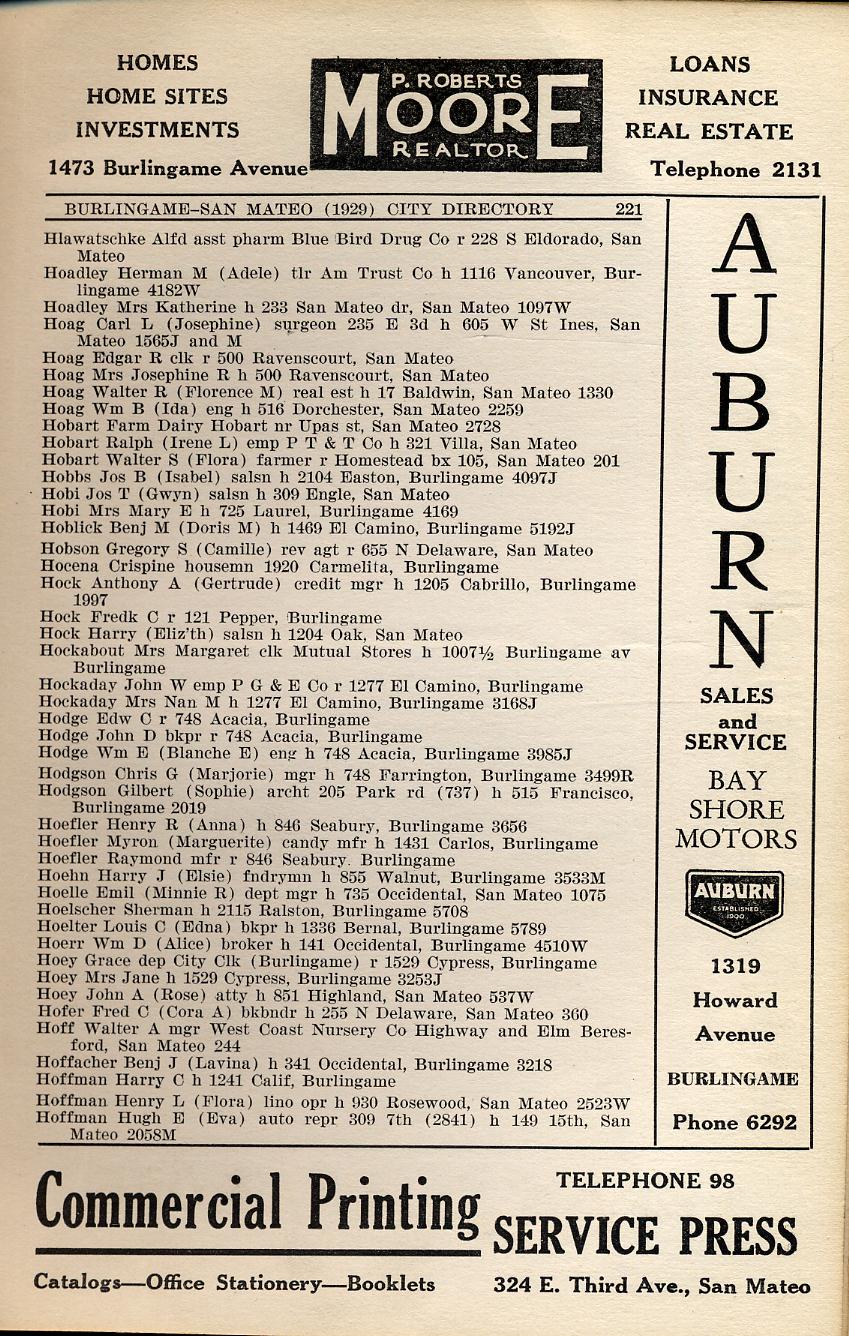 HOMES
HOME SITES
INVESTMENTS
1473 Burlingame Avenue
P. ROBERTS
MOORE
REALTOR
LOANS
INSURANCE
REAL ESTATE
Telephone 2131
BURLINGAME–SAN MATEO (1929) CITY DIRECTORY 221
Hlawatschke Alfd asst pharm Blue Bird Drug Co r 228 S Eldorado, San
Mateo
Hoadley Herman M (Adele) tlr Am Trust Co h 1116 Vancouver, Bur-
lingame 4182W
Hoadley Mrs Katherine h 233 San Mateo dr, San Mateo 1097W
Hoag Carl L (Josephine) surgeon 235 E 3d h 605 W St Ines, San
Mateo 1565J and M
Hoag Edgar R clk r 500 Ravenscourt, San Mateo
Hoag Mrs Josephine R h 500 Ravenscourt, San Mateo
Hoag Walter R (Florence M) real est h 17 Baldwin, San Mateo 1330
Hoag Wm B (Ida) eng h 516 Dorchester, San Mateo 2259
Hobart Farm Dairy Hobart nr Upas st, San Mateo 2728
Hobart Ralph (Irene L) emp P T & T Co h 321 Villa, San Mateo
Hobart Walter S (Flora) farmer r Homestead bx 105, San Mateo 201
Hobbs Jos B (Isabel) salsn h 2104 Easton, Burlingame 4097J
Hobi Jos T (Gwyn) salsn h 309 Engle, San Mateo
Hobi Mrs Mary E h 725 Laurel, Burlingame 4169
Hoblick Benj M (Doris M) h 1469 El Camino, Burlingame 5192J
Hobson Gregory S (Camille) rev agt r 655 N Delaware, San Mateo
Hocena Crispine housemn 1920 Carmelita, Burlingame
Hock Anthony A (Gertrude) credit mgr h 1205 Cabrillo, Burlingame
1997
Hock Fredk C r 121 Pepper, Burlingame
Hock Harry (Eliz'th) salsn h 1204 Oak, San Mateo
Hockabout Mrs Margaret clk Mutual Stores h 1007½ Burlingame av
Burlingame
Hockaday John W emp P G & E Co r 1277 El Camino, Burlingame
Hockaday Mrs Nan M h 1277 El Camino, Burlingame 3168J
Hodge Edw C r 748 Acacia, Burlingame
Hodge John D bkpr r 748 Acacia, Burlingame
Hodge Wm E (Blanche E) eng h 748 Acacia, Burlingame 3985J
Hodgson Chris G (Marjorie) mgr h 748 Farrington, Burlingame 3499R
Hodgson Gilbert (Sophie) archt 205 Park rd (737) h 515 Francisco,
Burlingame 2019
Hoefler Henry R (Anna) h 846 Seabury, Burlingame 3656
Hoefler Myron (Marguerite) candy mfr h 1431 Carlos, Burlingame
Hoefler Raymond mfr r 846 Seabury. Burlingame
Hoehn Harry J (Elsie) fndrymn h 855 Walnut, Burlingame 3533M
Hoelle Emil (Minnie R) dept mgr h 735 Occidental, San Mateo 1075
Hoelscher Sherman h 2115 Ralston, Burlingame 5708
Hoelter Louis C (Edna) bkpr h 1336 Bernal, Burlingame 5789
Hoerr Wm D (Alice) broker h 141 Occidental, Burlingame 4510W
Hoey Grace dep City Clk (Burlingame) r 1529 Cypress, Burlingame
Hoey Mrs Jane h 1529 Cypress, Burlingame 3253J
Hoey John A (Rose) atty h 851 Highland, San Mateo 537W
Hofer Fred C (Cora A) bkbndr h 255 N Delaware, San Mateo 360
Hoff Walter A mgr West Coast Nursery Co Highway and Elm Beres-
ford, San Mateo 244
Hoffacher Benj J (Lavina) h 341 Occidental, Burlingame 3218
Hoffman Harry C h 1241 Calif, Burlingame
Hoffman Henry L (Flora) lino opr h 930 Rosewood, San Mateo 2523W
Hoffman Hugh E (Eva) auto repr 309 7th (2841) h 149 15th, San
Mateo 2058M
AUBURN
SALES
and
SERVICE
BAY
SHORE
MOTORS
AUBURN
ESTABLISHED
1900
1319
Howard
Avenue
BURLINGAME
Phone 6292
Commercial Printing
Catalogs—Office Stationery—Booklets
TELEPHONE 98
SERVICE PRESS
324 E. Third Ave., San Mateo